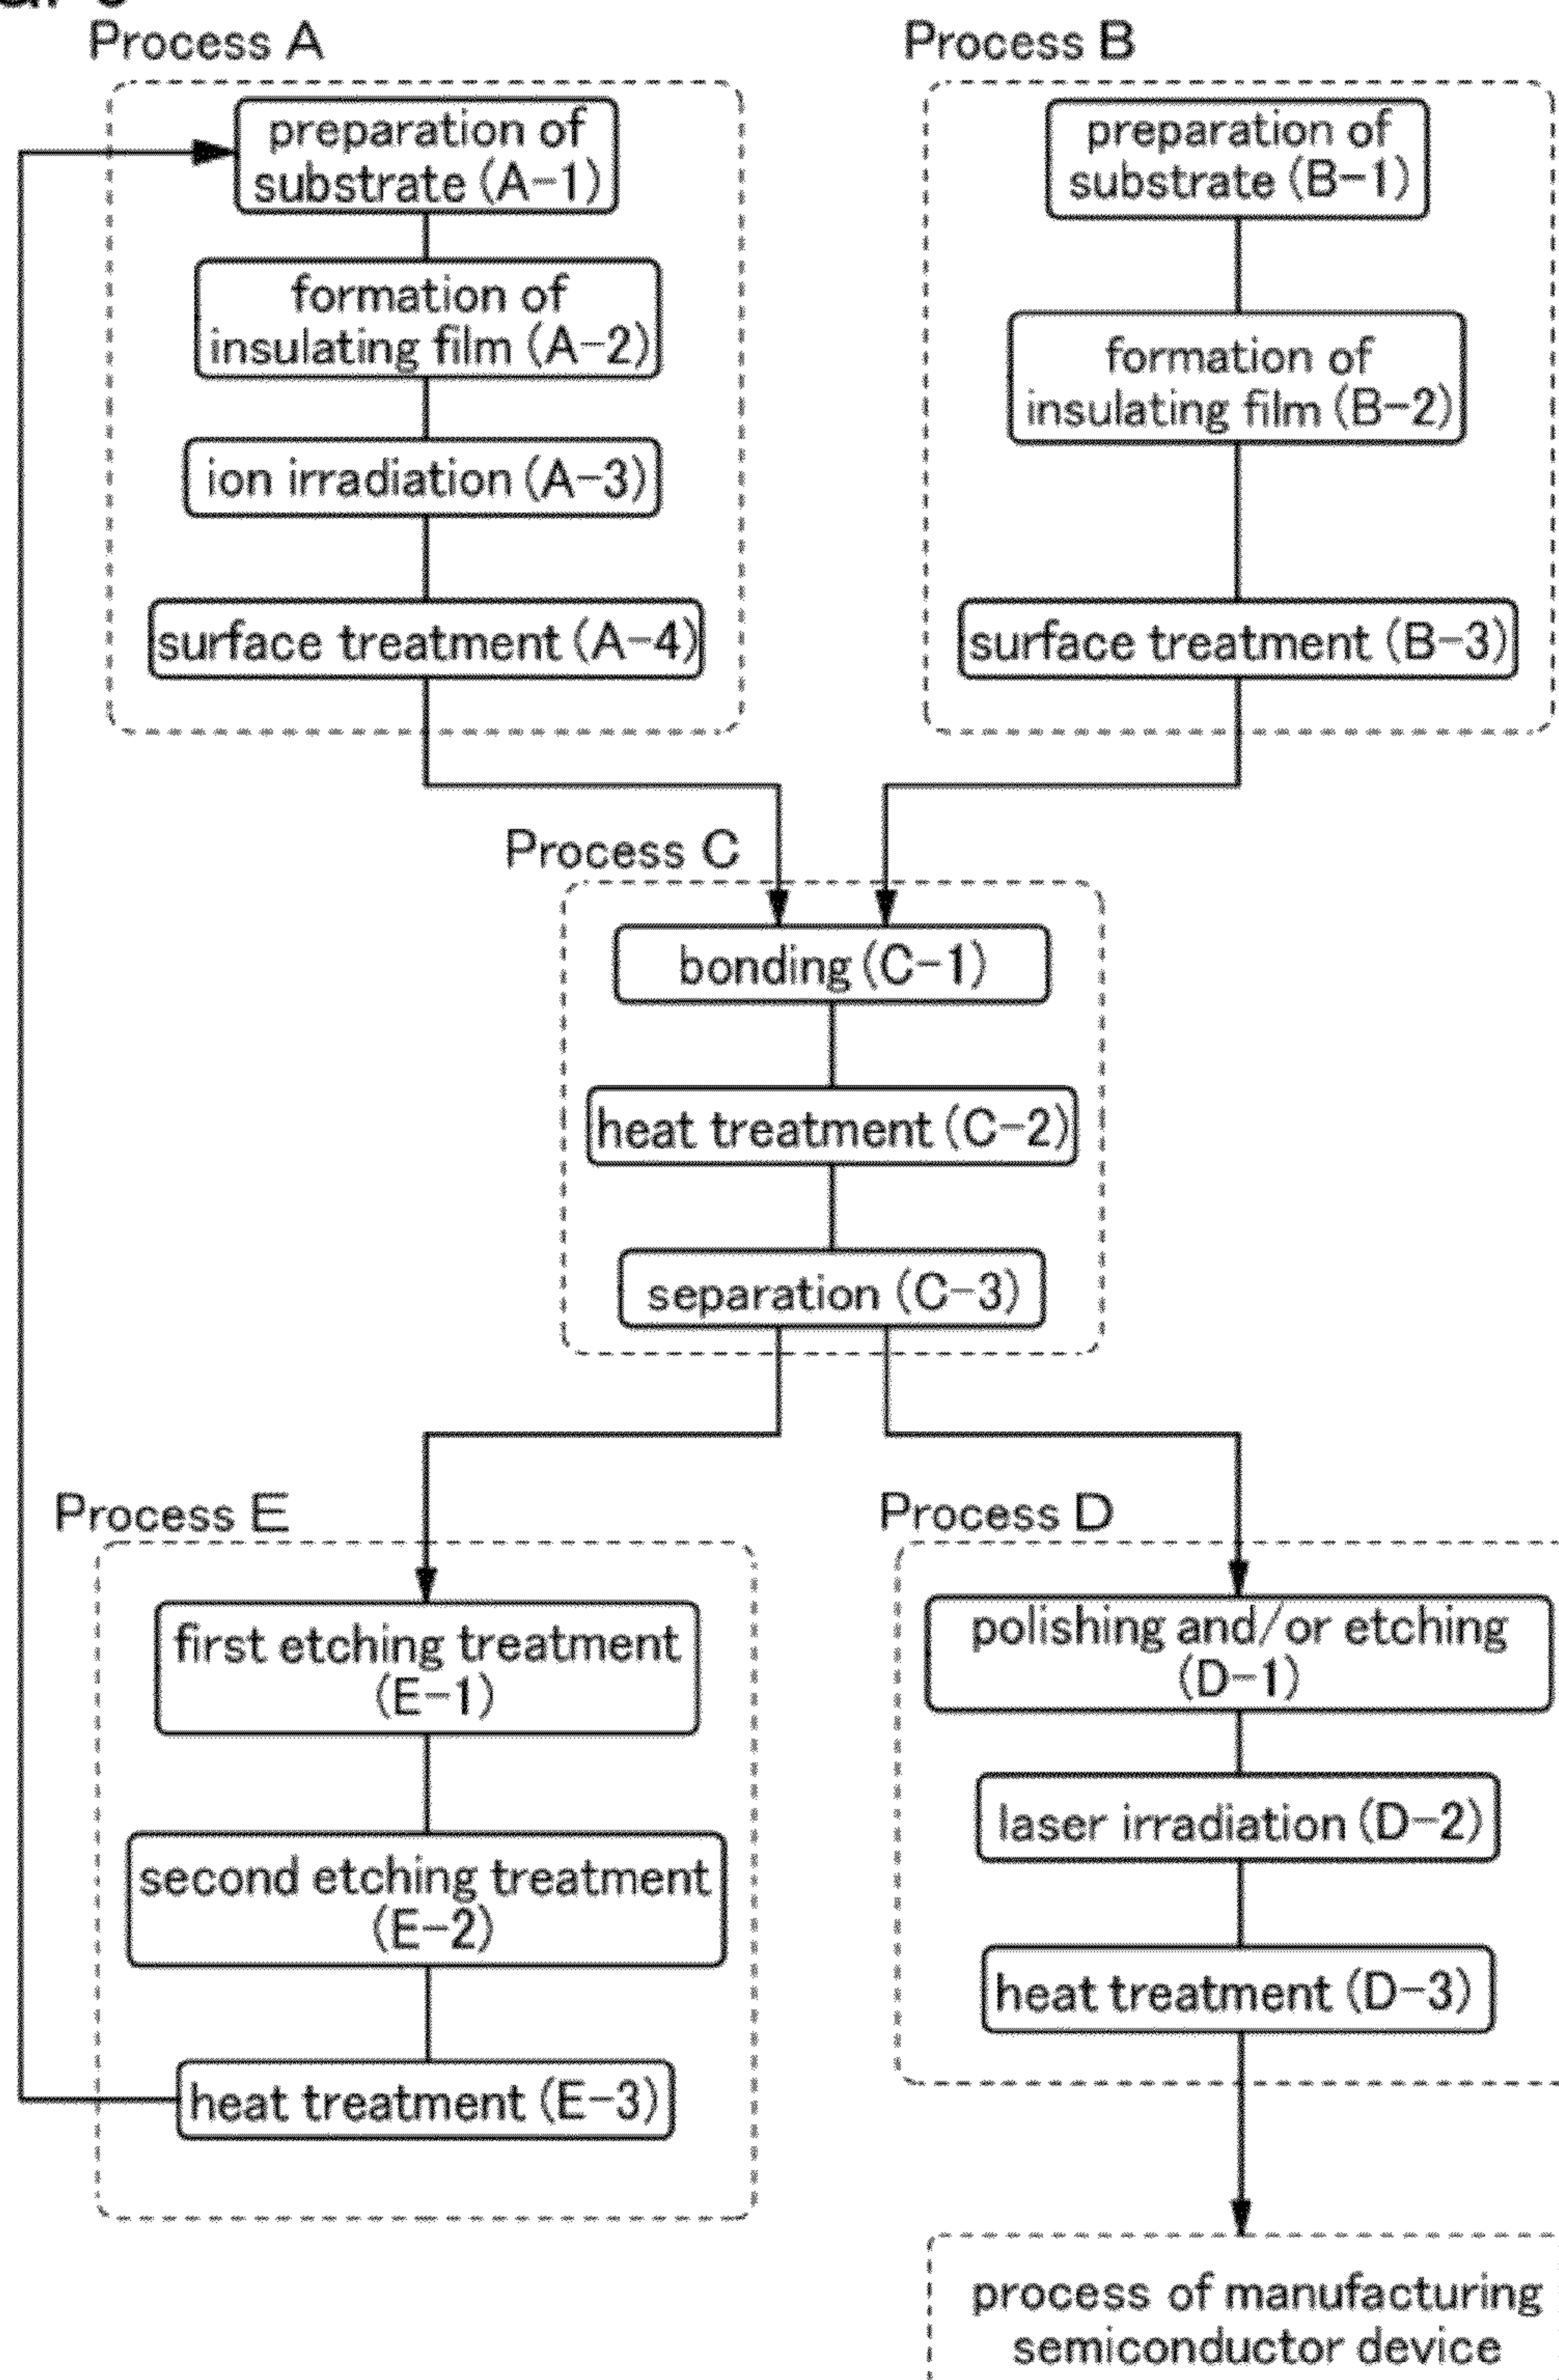 Process A
preparation of
substrate (A-1)
formation of
insulating film (A-2)
ion irradiation (A-3)
surface treatment (A-4)
Process B
preparation of
substrate (B-1)
formation of
insulating film (B-2)
surface treatment (B-3)
Process C
bonding (C-1)
heat treatment (C-2)
separation (C-3)
Process E
first etching treatment
(E-1)
second etching treatment
(E-2)
heat treatment (E-3)
Process D
polishing and/or etching
(D-1)
laser irradiation (D-2)
heat treatment (D-3)
process of manufacturing
semiconductor device